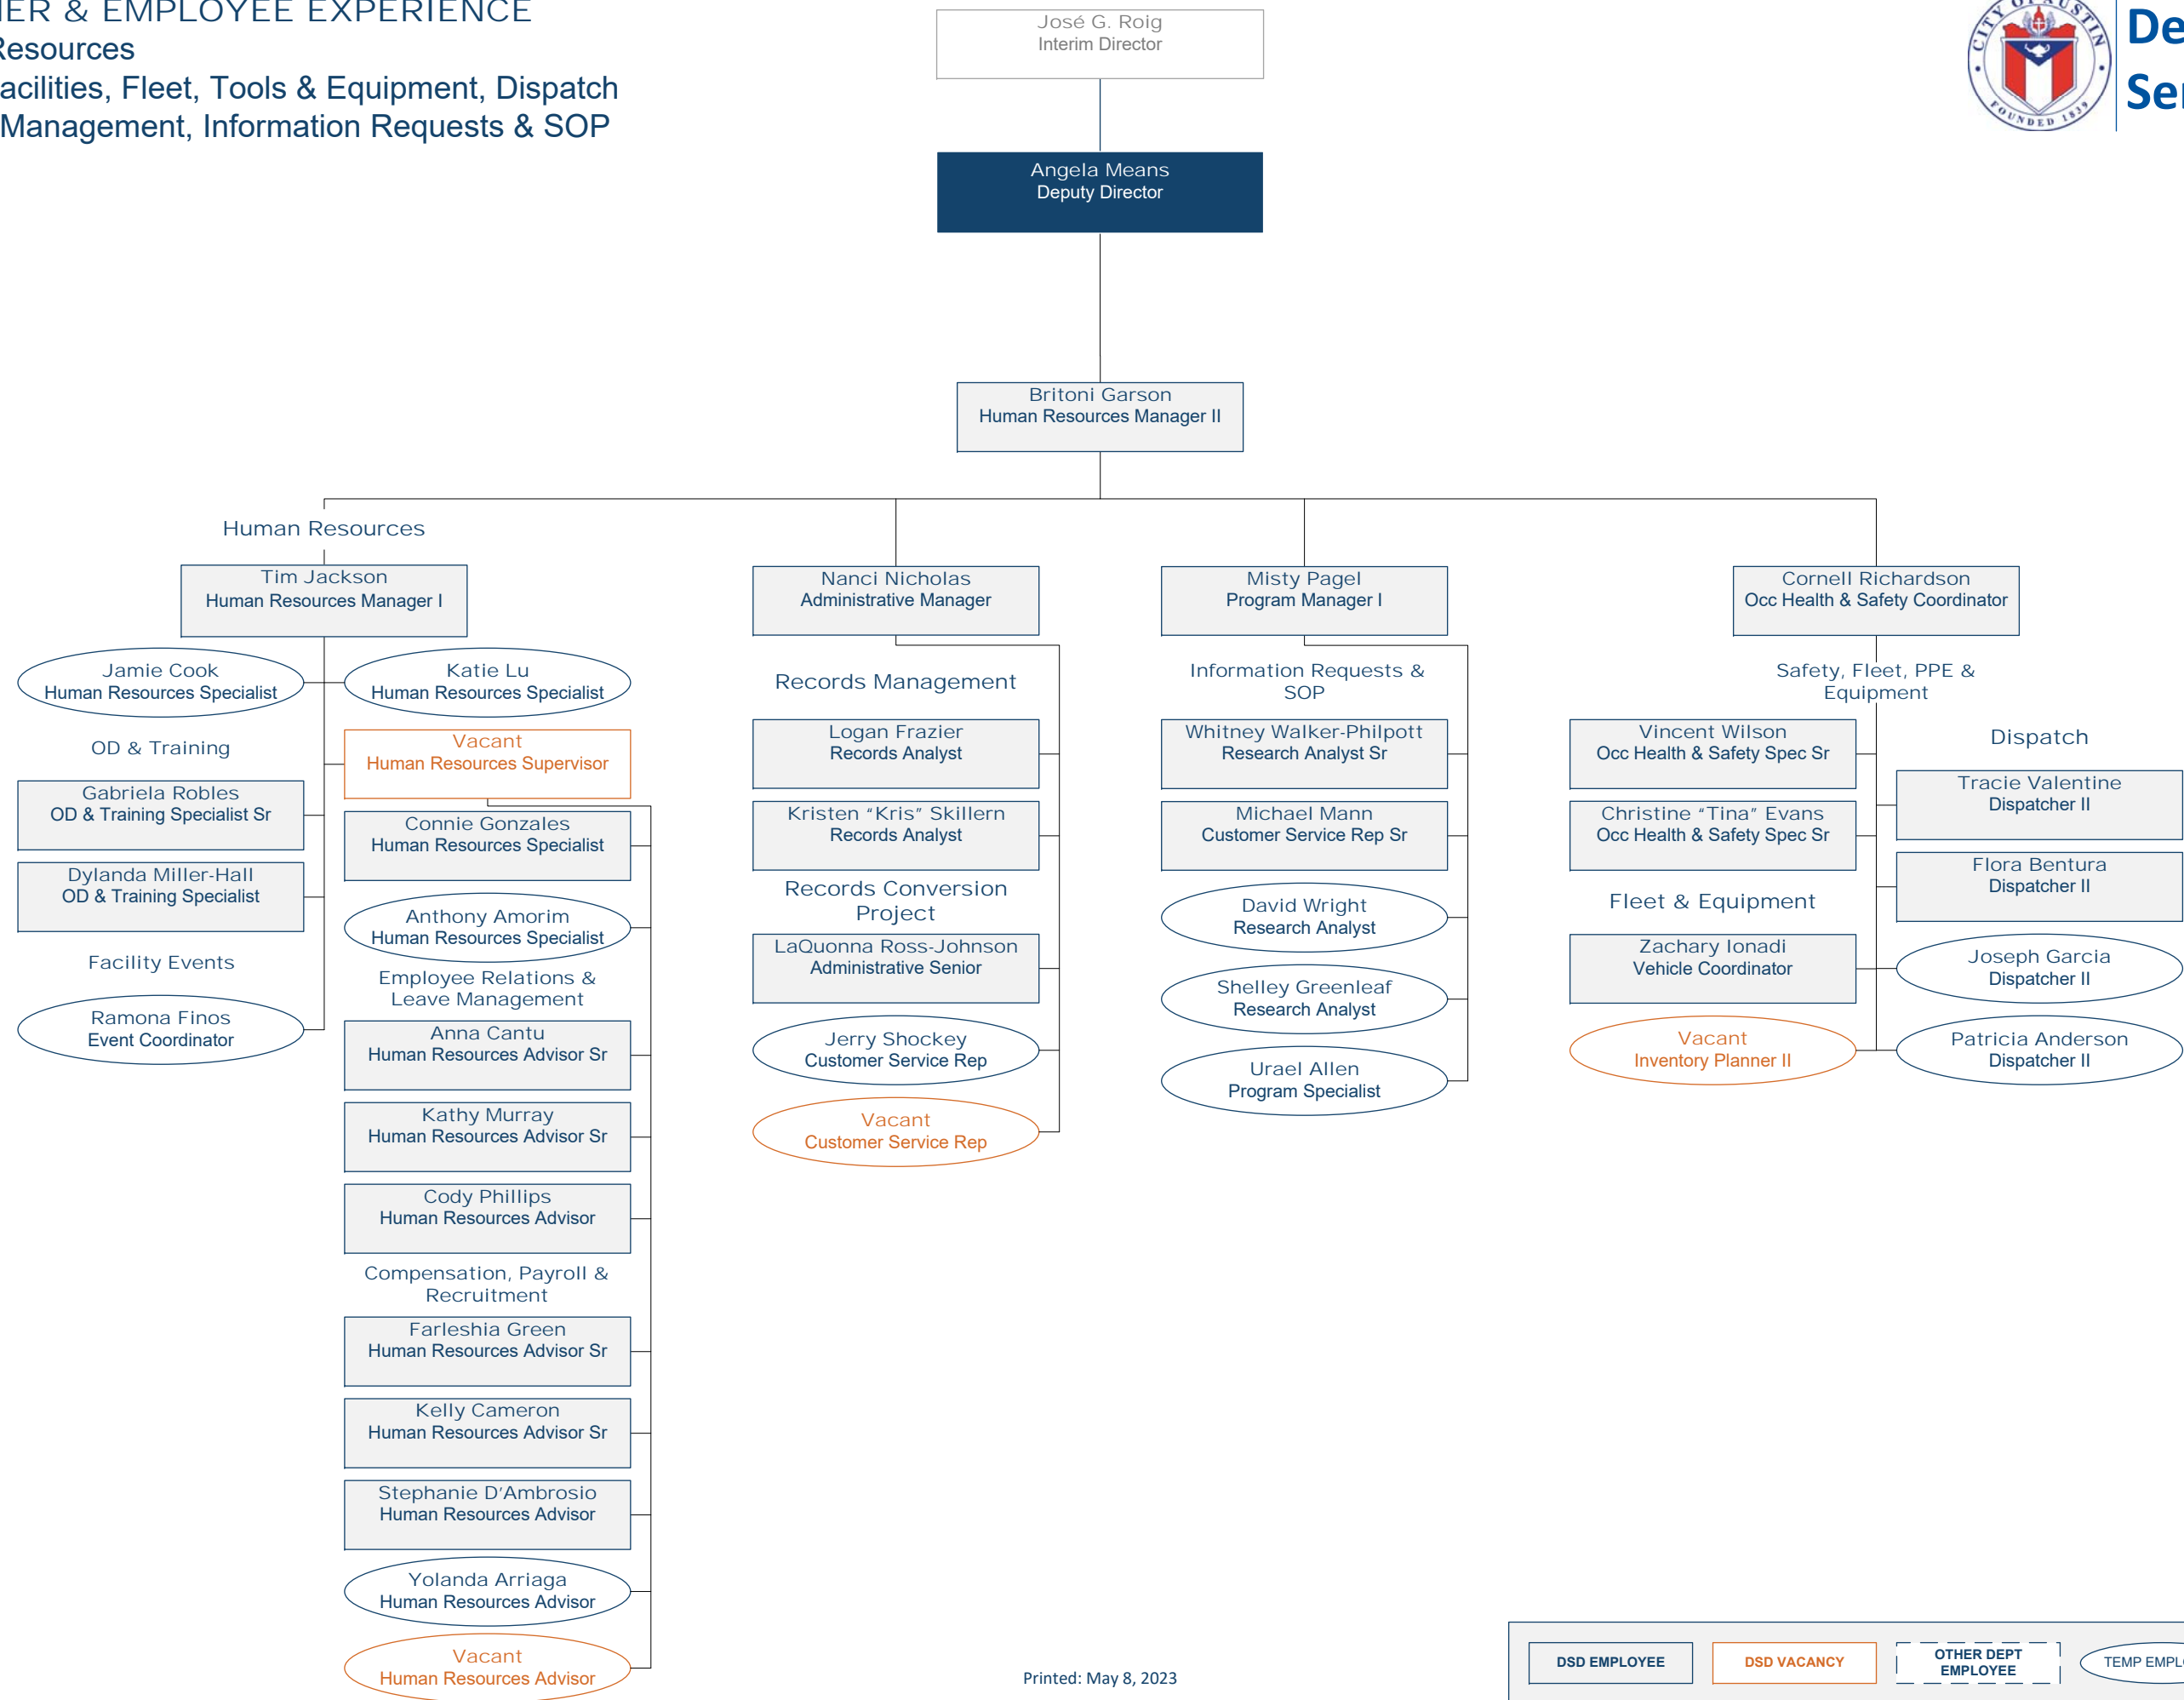 & EMPLOYEE EXPERIENCE
Fleet, Tools & Equipment, Dispatch
Management, Information Requests & SOP
José G. Roig
Interim Director
CITY OF AUSTIN
FOUNDED 1839
Angela Means
Deputy Director
Britoni Garson
Human Resources Manager II
Human Resources
Tim Jackson
Human Resources Manager I
Jamie Cook
Human Resources Specialist
Katie Lu
Human Resources Specialist
OD & Training
Gabriela Robles
OD & Training Specialist Sr
Dylanda Miller-Hall
OD & Training Specialist
Facility Events
Ramona Finos
Event Coordinator
Vacant
Human Resources Supervisor
Connie Gonzales
Human Resources Specialist
Anthony Amorim
Human Resources Specialist
Employee Relations &
Leave Management
Anna Cantu
Human Resources Advisor Sr
Kathy Murray
Human Resources Advisor Sr
Cody Phillips
Human Resources Advisor
Compensation, Payroll &
Recruitment
Farleshia Green
Human Resources Advisor Sr
Kelly Cameron
Human Resources Advisor Sr
Stephanie D’Ambrosio
Human Resources Advisor
Yolanda Arriaga
Human Resources Advisor
Vacant
Human Resources Advisor
Nanci Nicholas
Administrative Manager
Records Management
Logan Frazier
Records Analyst
Kristen “Kris” Skillern
Records Analyst
Records Conversion
Project
LaQuonna Ross-Johnson
Administrative Senior
Jerry Shockey
Customer Service Rep
Vacant
Customer Service Rep
Misty Pagel
Program Manager I
Information Requests &
SOP
Whitney Walker-Philpott
Research Analyst Sr
Michael Mann
Customer Service Rep Sr
David Wright
Research Analyst
Shelley Greenleaf
Research Analyst
Urael Allen
Program Specialist
Cornell Richardson
Occ Health & Safety Coordinator
Safety, Fleet, PPE &
Equipment
Vincent Wilson
Occ Health & Safety Spec Sr
Christine “Tina” Evans
Occ Health & Safety Spec Sr
Fleet & Equipment
Zachary Ionadi
Vehicle Coordinator
Vacant
Inventory Planner II
Dispatch
Tracie Valentine
Dispatcher II
Flora Bentura
Dispatcher II
Joseph Garcia
Dispatcher II
Patricia Anderson
Dispatcher II
Printed: May 8, 2023
DSD EMPLOYEE
DSD VACANCY
OTHER DEPT
EMPLOYEE
TEMP